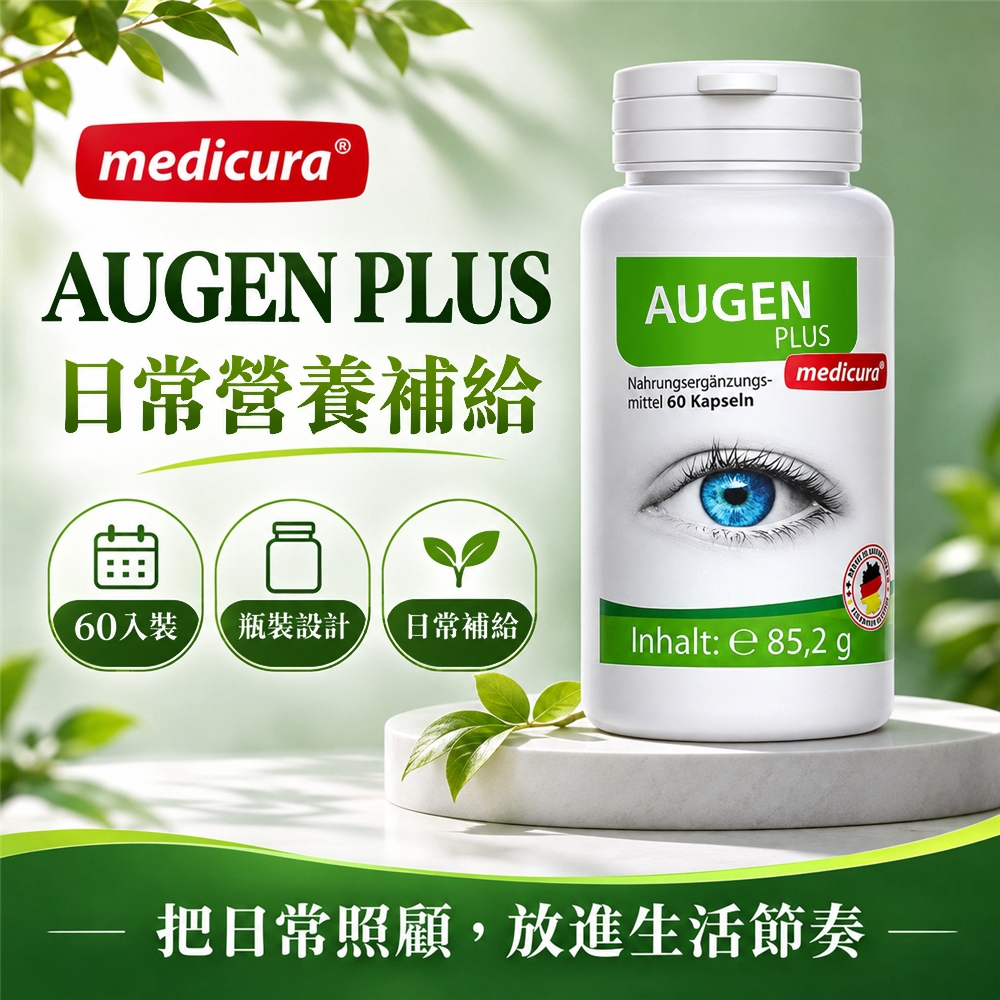 medicura®
AUGEN PLUS
日常營養補給
60入裝
瓶裝設計
日常補給
AUGEN
PLUS
medicura®
Nahrungsergänzungs-
mittel 60 Kapseln
Inhalt: ℮ 85,2 g
把日常照顧，放進生活節奏